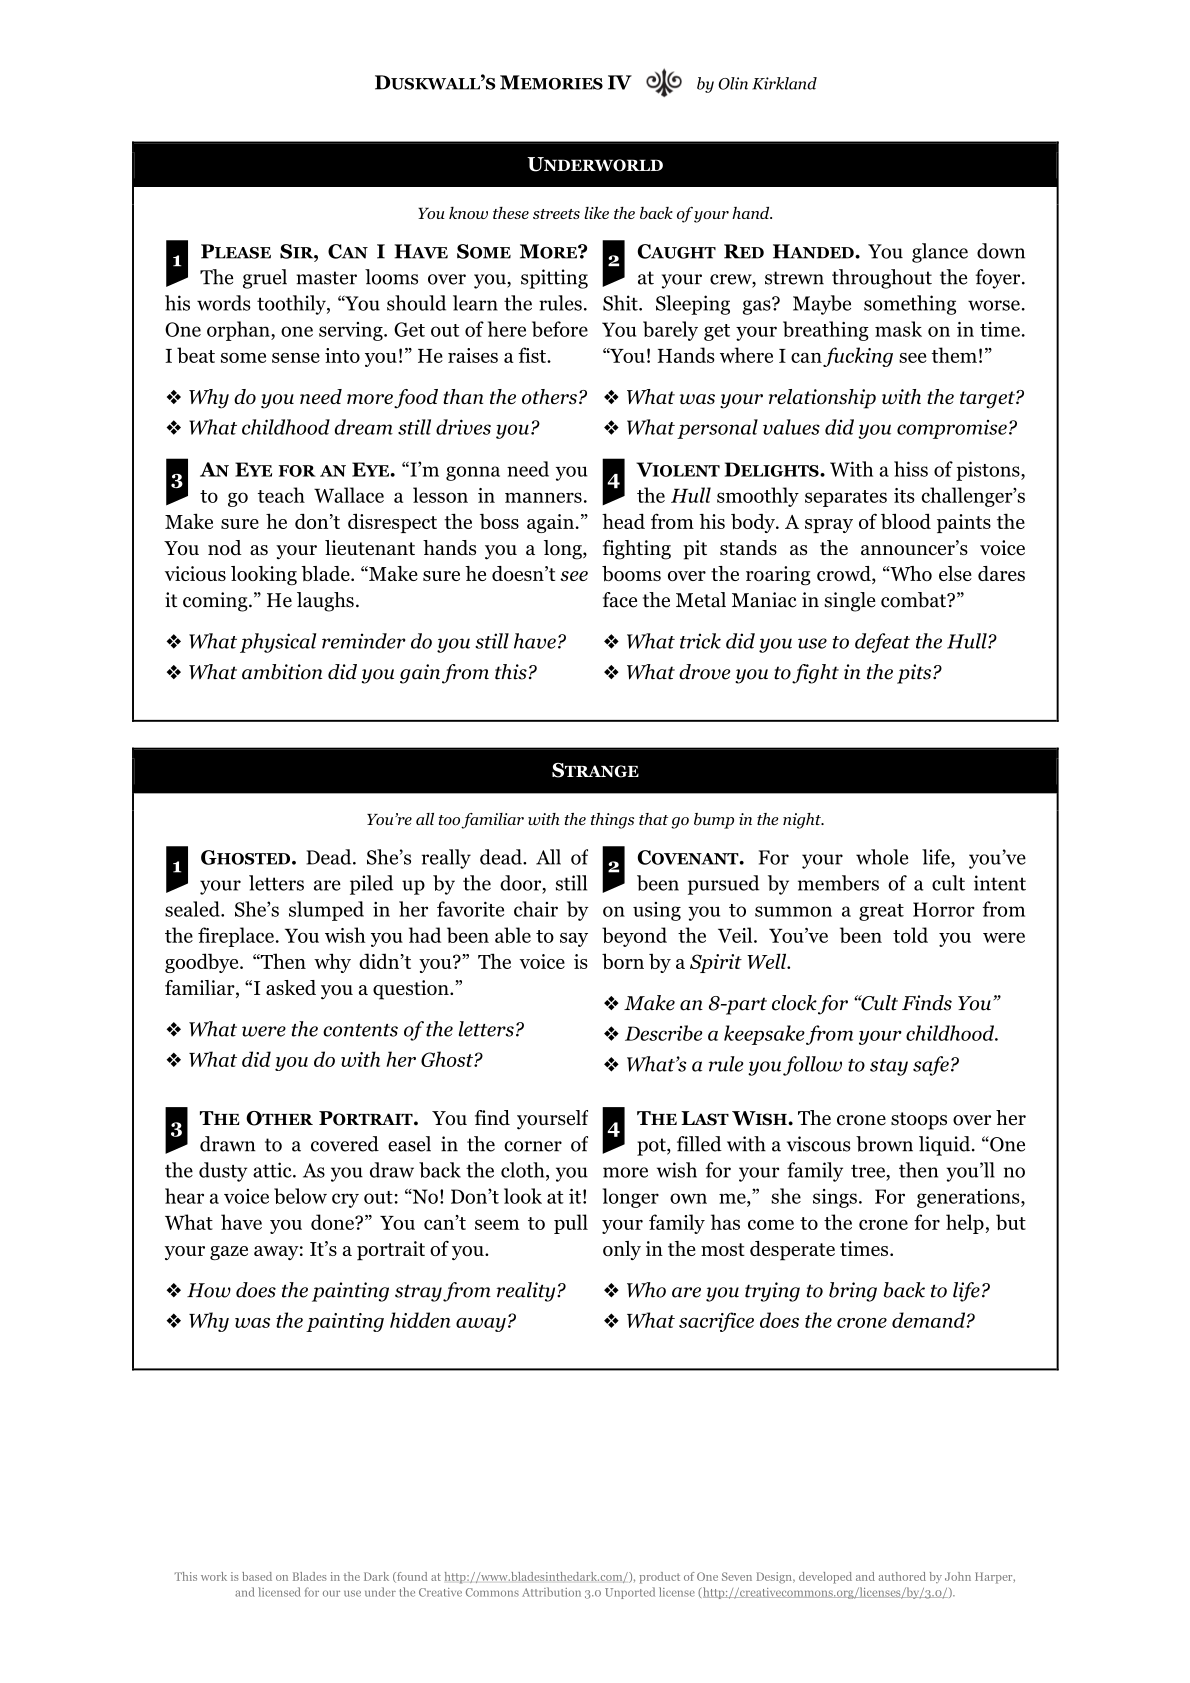 DUSKWALL’S MEMORIES IV by Olin Kirkland
UNDERWORLD
You know these streets like the back of your hand.
1 PLEASE SIR, CAN I HAVE SOME MORE?
The gruel master looms over you, spitting
his words toothily, “You should learn the rules.
One orphan, one serving. Get out of here before
I beat some sense into you!” He raises a fist.
❖ Why do you need more food than the others?
❖ What childhood dream still drives you?
2 CAUGHT RED HANDED. You glance down
at your crew, strewn throughout the foyer.
Shit. Sleeping gas? Maybe something worse.
You barely get your breathing mask on in time.
“You! Hands where I can fucking see them!”
❖ What was your relationship with the target?
❖ What personal values did you compromise?
3 AN EYE FOR AN EYE. “I’m gonna need you
to go teach Wallace a lesson in manners.
Make sure he don’t disrespect the boss again.”
You nod as your lieutenant hands you a long,
vicious looking blade. “Make sure he doesn’t see
it coming.” He laughs.
❖ What physical reminder do you still have?
❖ What ambition did you gain from this?
4 VIOLENT DELIGHTS. With a hiss of pistons,
the Hull smoothly separates its challenger’s
head from his body. A spray of blood paints the
fighting pit stands as the announcer’s voice
booms over the roaring crowd, “Who else dares
face the Metal Maniac in single combat?”
❖ What trick did you use to defeat the Hull?
❖ What drove you to fight in the pits?
STRANGE
You’re all too familiar with the things that go bump in the night.
1 GHOSTED. Dead. She’s really dead. All of
your letters are piled up by the door, still
sealed. She’s slumped in her favorite chair by
the fireplace. You wish you had been able to say
goodbye. “Then why didn’t you?” The voice is
familiar, “I asked you a question.”
❖ What were the contents of the letters?
❖ What did you do with her Ghost?
2 COVENANT. For your whole life, you’ve
been pursued by members of a cult intent
on using you to summon a great Horror from
beyond the Veil. You’ve been told you were
born by a Spirit Well.
❖ Make an 8-part clock for “Cult Finds You”
❖ Describe a keepsake from your childhood.
❖ What’s a rule you follow to stay safe?
3 THE OTHER PORTRAIT. You find yourself
drawn to a covered easel in the corner of
the dusty attic. As you draw back the cloth, you
hear a voice below cry out: “No! Don’t look at it!
What have you done?” You can’t seem to pull
your gaze away: It’s a portrait of you.
❖ How does the painting stray from reality?
❖ Why was the painting hidden away?
4 THE LAST WISH. The crone stoops over her
pot, filled with a viscous brown liquid. “One
more wish for your family tree, then you’ll no
longer own me,” she sings. For generations,
your family has come to the crone for help, but
only in the most desperate times.
❖ Who are you trying to bring back to life?
❖ What sacrifice does the crone demand?
This work is based on Blades in the Dark (found at http://www.bladesinthedark.com/), product of One Seven Design, developed and authored by John Harper,
and licensed for our use under the Creative Commons Attribution 3.0 Unported license (http://creativecommons.org/licenses/by/3.0/).